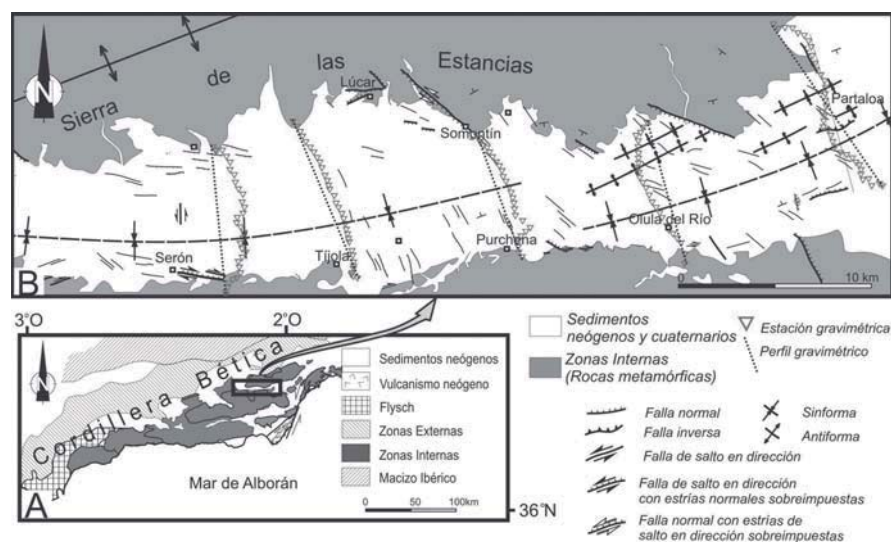 Sierra de las Estancias
N
Lúcar
Partaloa
Somontín
Olula del Río
Purchena
Serón
Tíjola
B
0 10 km
3°O 2°O
N
Cordillera Bética
Sedimentos neógenos
Vulcanismo neógeno
Flysch
Zonas Externas
Zonas Internas
Macizo Ibérico
Mar de Alborán
A
0 50 100km
36°N
Sedimentos
neógenos y cuaternarios
Zonas Internas
(Rocas metamórficas)
Estación gravimétrica
Perfil gravimétrico
Falla normal
Falla inversa
Falla de salto en dirección
Falla de salto en dirección
con estrías normales sobreimpuestas
Falla normal con estrías de
salto en dirección sobreimpuestas
Sinforma
Antiforma